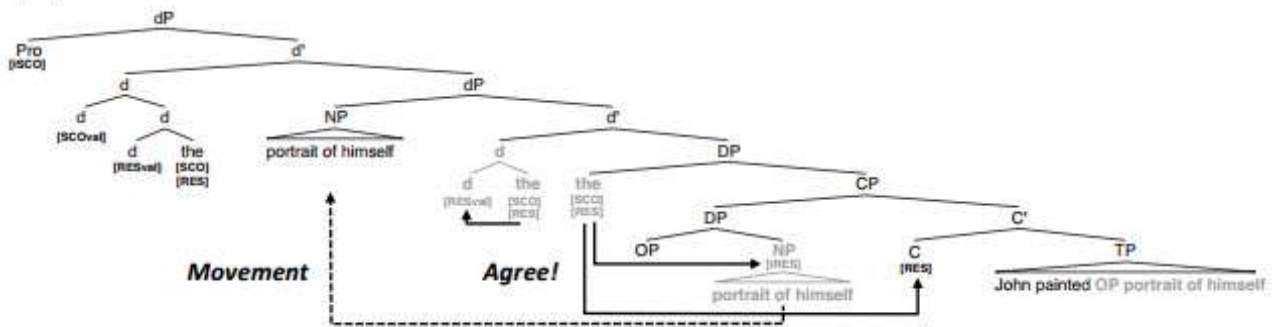 dP
Pro d'
[iSCO]
d dP
d d NP d'
[SCOval]
d the portrait of himself d DP
[RESval] [SCO]
[RES]
d the the CP
[RESval] [SCO] [SCO]
[RES] [RES]
DP C'
OP NP C TP
[iRES] [RES]
Movement Agree! John painted OP portrait of himself
portrait of himself